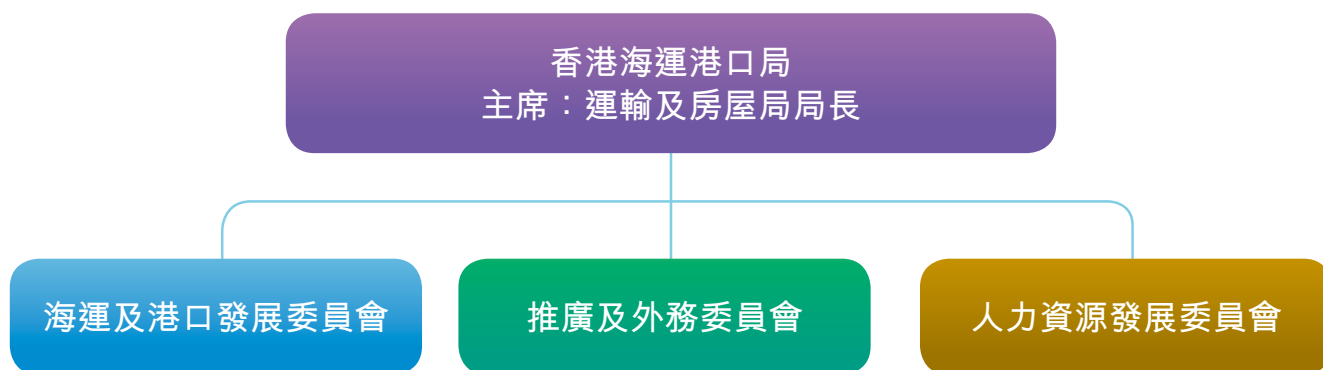 香港海運港口局
主席：運輸及房屋局局長
海運及港口發展委員會
推廣及外務委員會
人力資源發展委員會